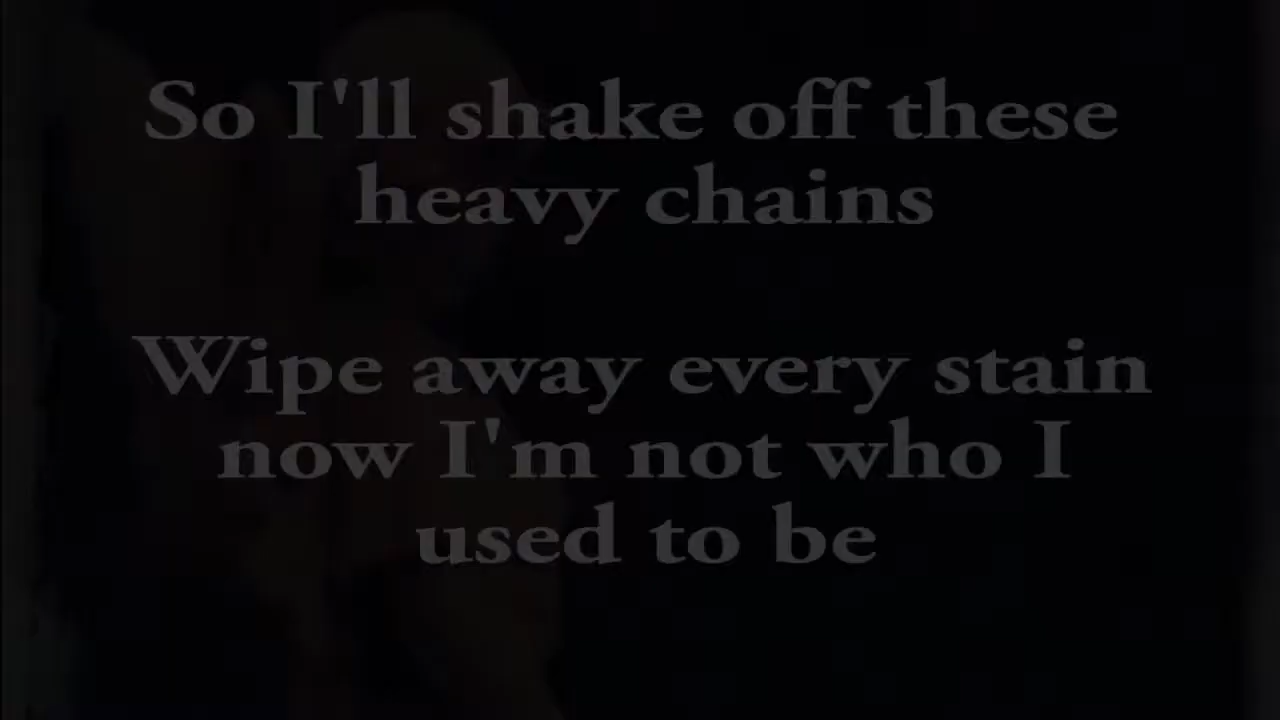 So I'll shake off these
heavy chains
Wipe away every stain
now I'm not who I
used to be